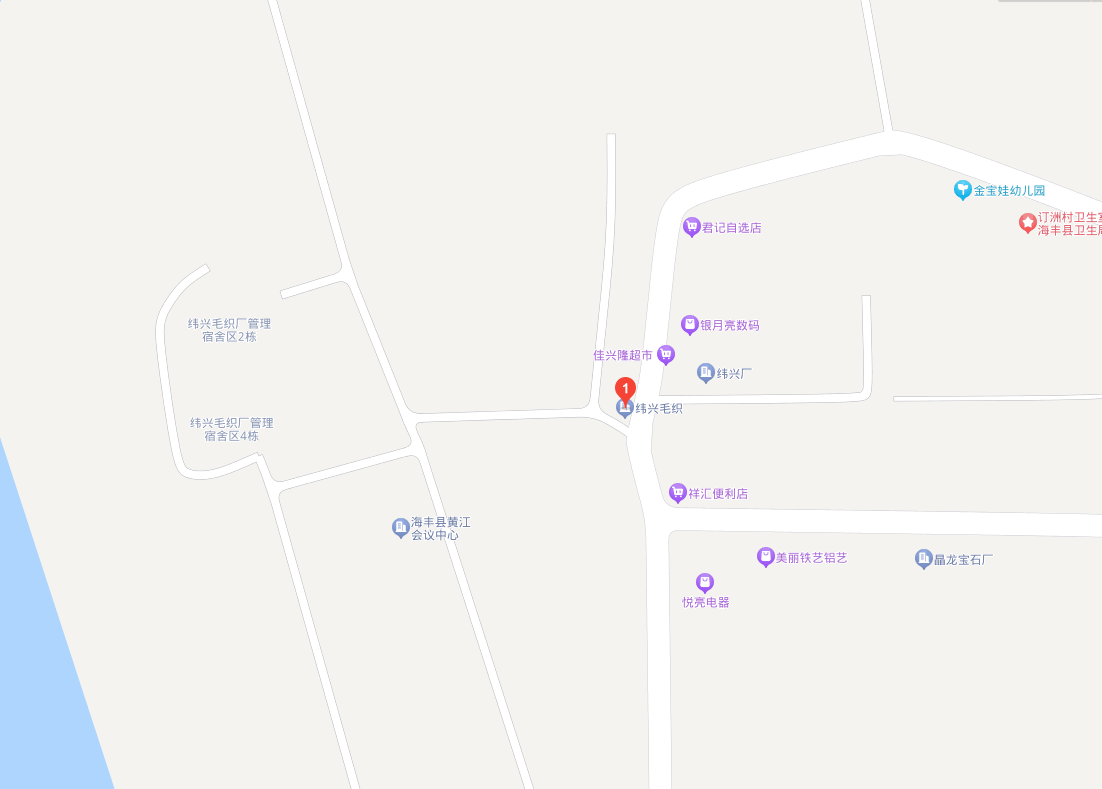 金宝娃幼儿园
订洲村卫生室
海丰县卫生局
君记自选店
银月亮数码
纬兴毛织厂管理
宿舍区2栋
佳兴隆超市
纬兴厂
1
纬兴毛织
纬兴毛织厂管理
宿舍区4栋
祥汇便利店
海丰县黄江
会议中心
美丽铁艺铝艺
晶龙宝石厂
悦亮电器